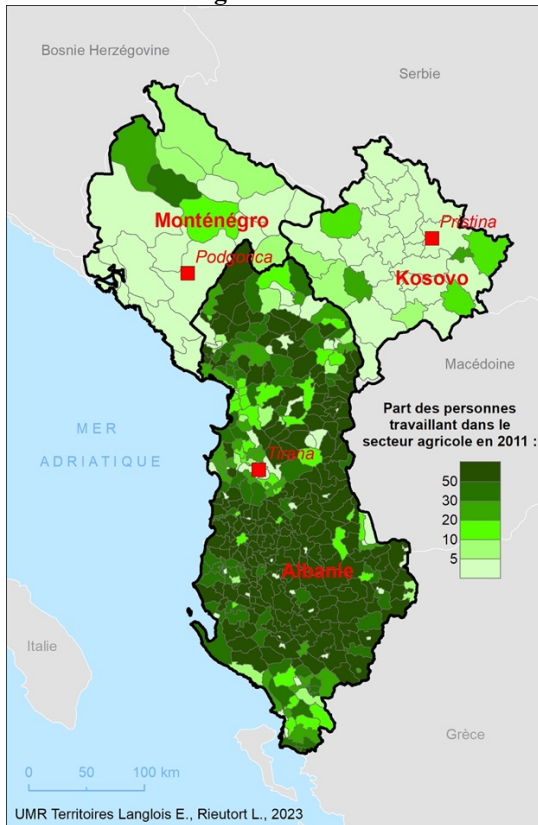 Bosnie Herzégovine
Serbie
Monténégro
Pristina
Podgorica
Kosovo
Macédoine
Part des personnes
travaillant dans le
secteur agricole en 2011 :
MER
ADRIATIQUE
Tirana
50
30
20
10
5
Albanie
Italie
Grèce
0 50 100 km
UMR Territoires Langlois E., Rieutort L., 2023